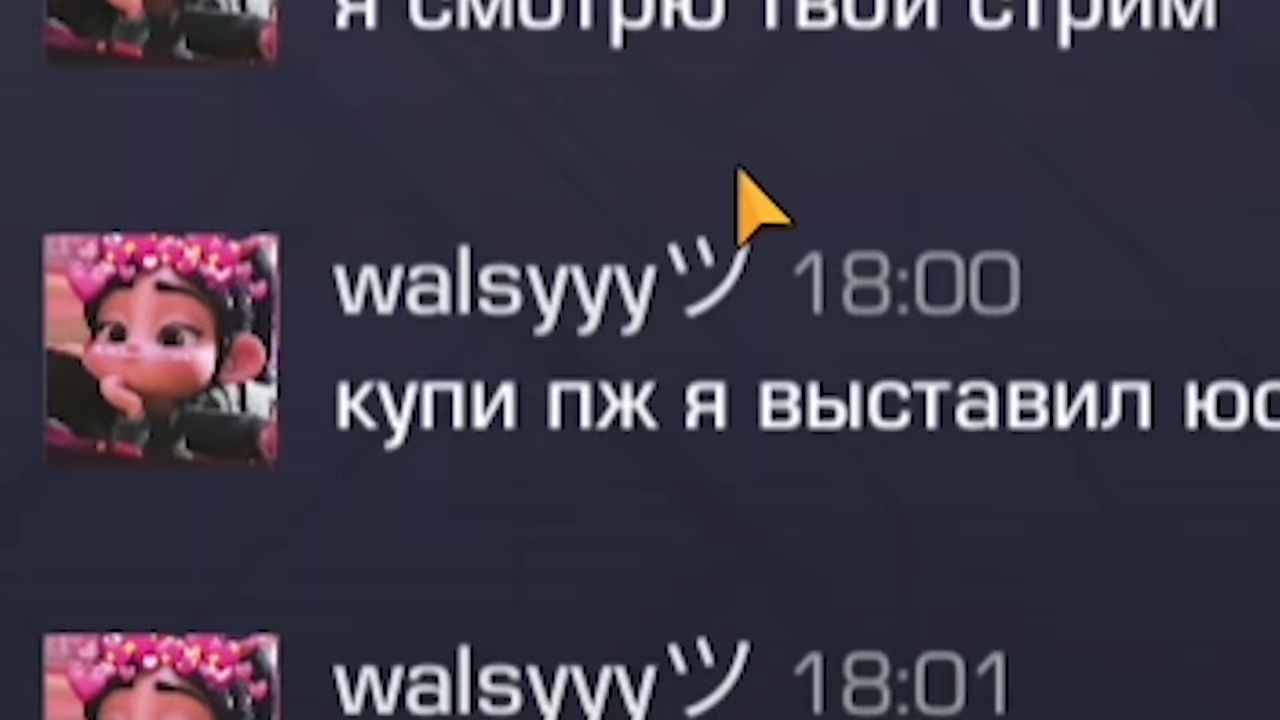 я смотрю твой стрим
walsyyyツ 18:00
купи пж я выставил
walsyyyツ 18:01